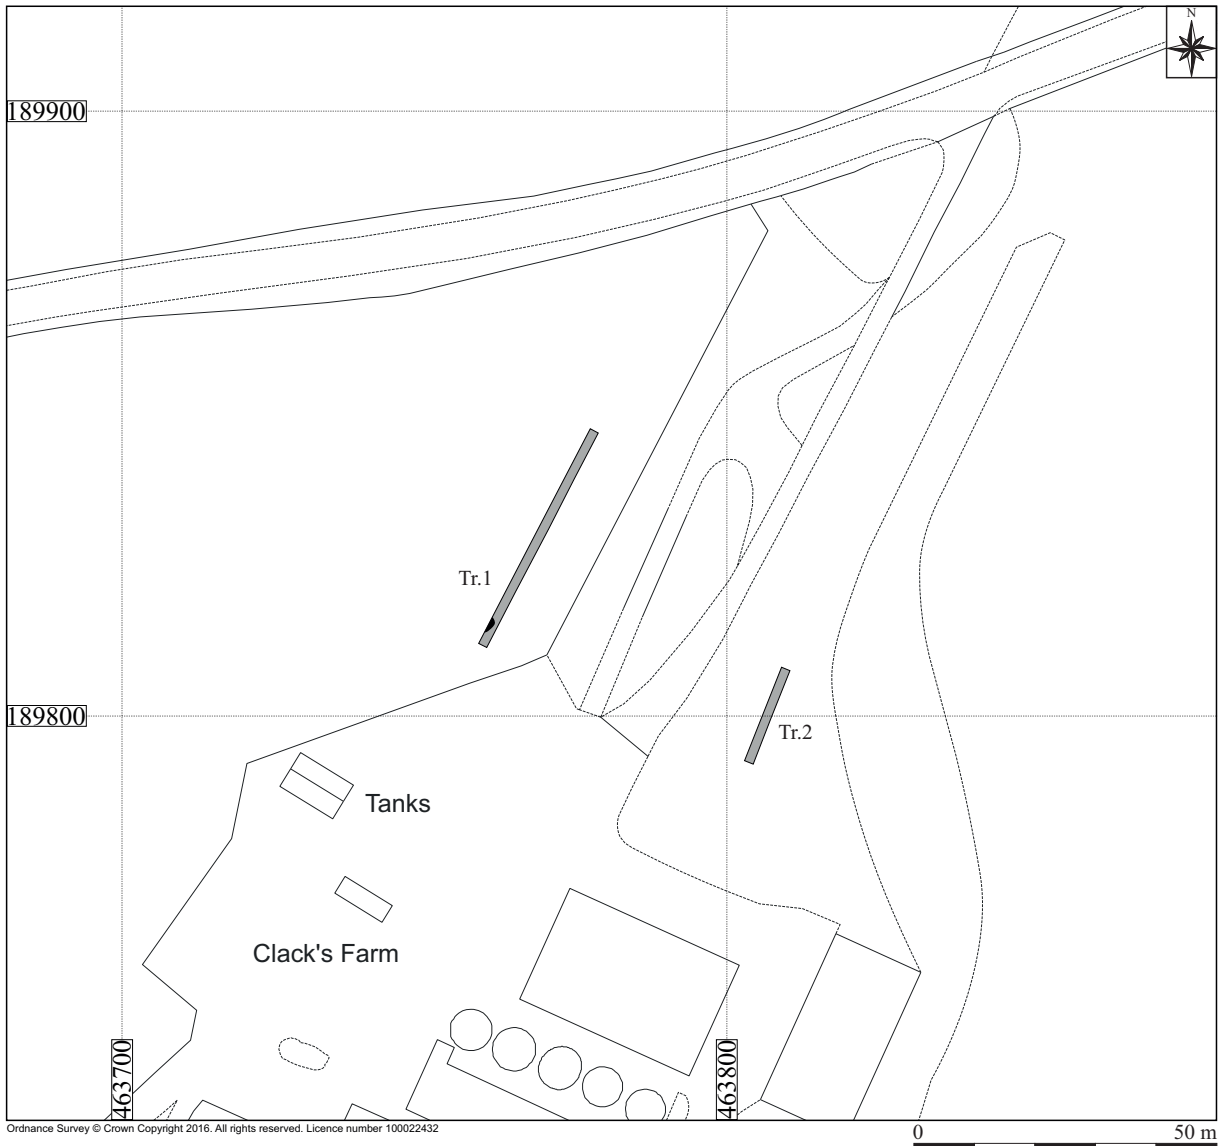 N
189900
Tr.1
189800
Tr.2
Tanks
Clack's Farm
463700
463800
Ordnance Survey © Crown Copyright 2016. All rights reserved. Licence number 100022432
0 50 m